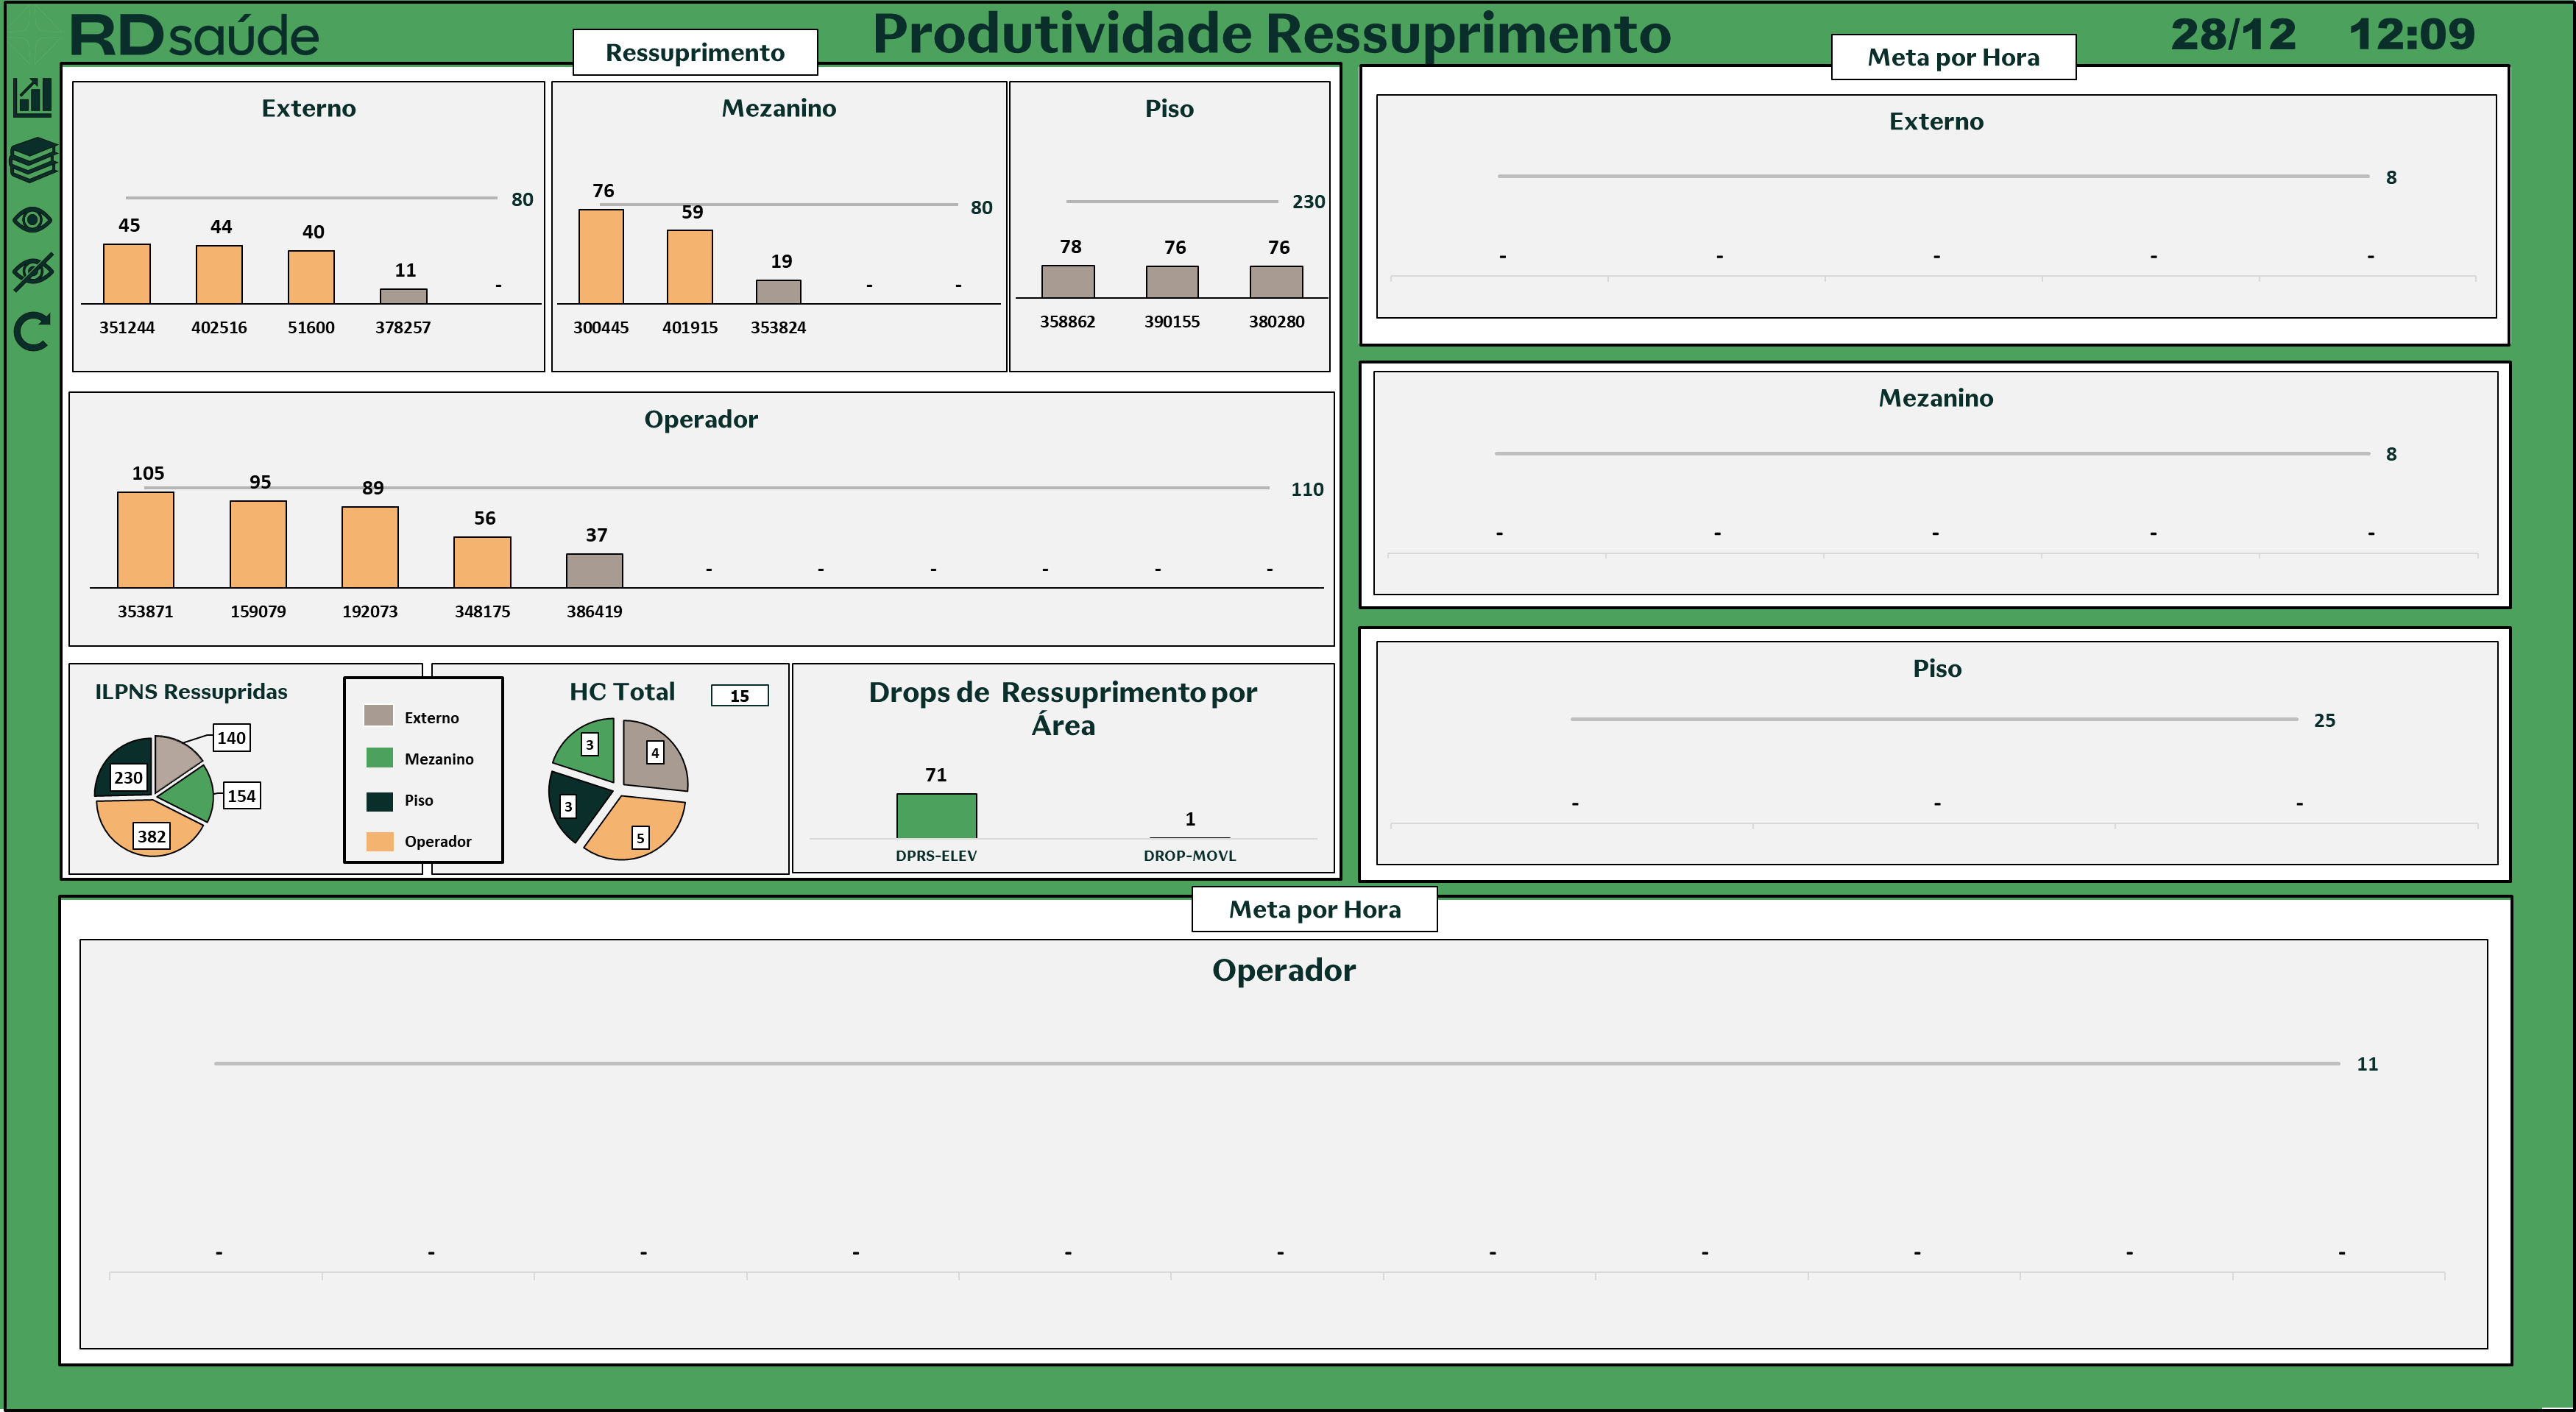 RDsaúde
Produtividade Ressuprimento
28/12 12:09
Ressuprimento
Externo
80
45 44 40 11 -
351244 402516 51600 378257
Mezanino
80
76 59 19 - -
300445 401915 353824
Piso
230
78 76 76
358862 390155 380280
Operador
110
105 95 89 56 37 - - - - - -
353871 159079 192073 348175 386419
ILPNS Ressupridas
140
154
230
382
Externo
Mezanino
Piso
Operador
HC Total
15
3
4
3
5
Drops de Ressuprimento por
Área
71 1
DPRS-ELEV DROP-MOVL
Meta por Hora
Externo
8
- - - - -
Mezanino
8
- - - - -
Piso
25
- - -
Meta por Hora
Operador
11
- - - - - - - - - - -